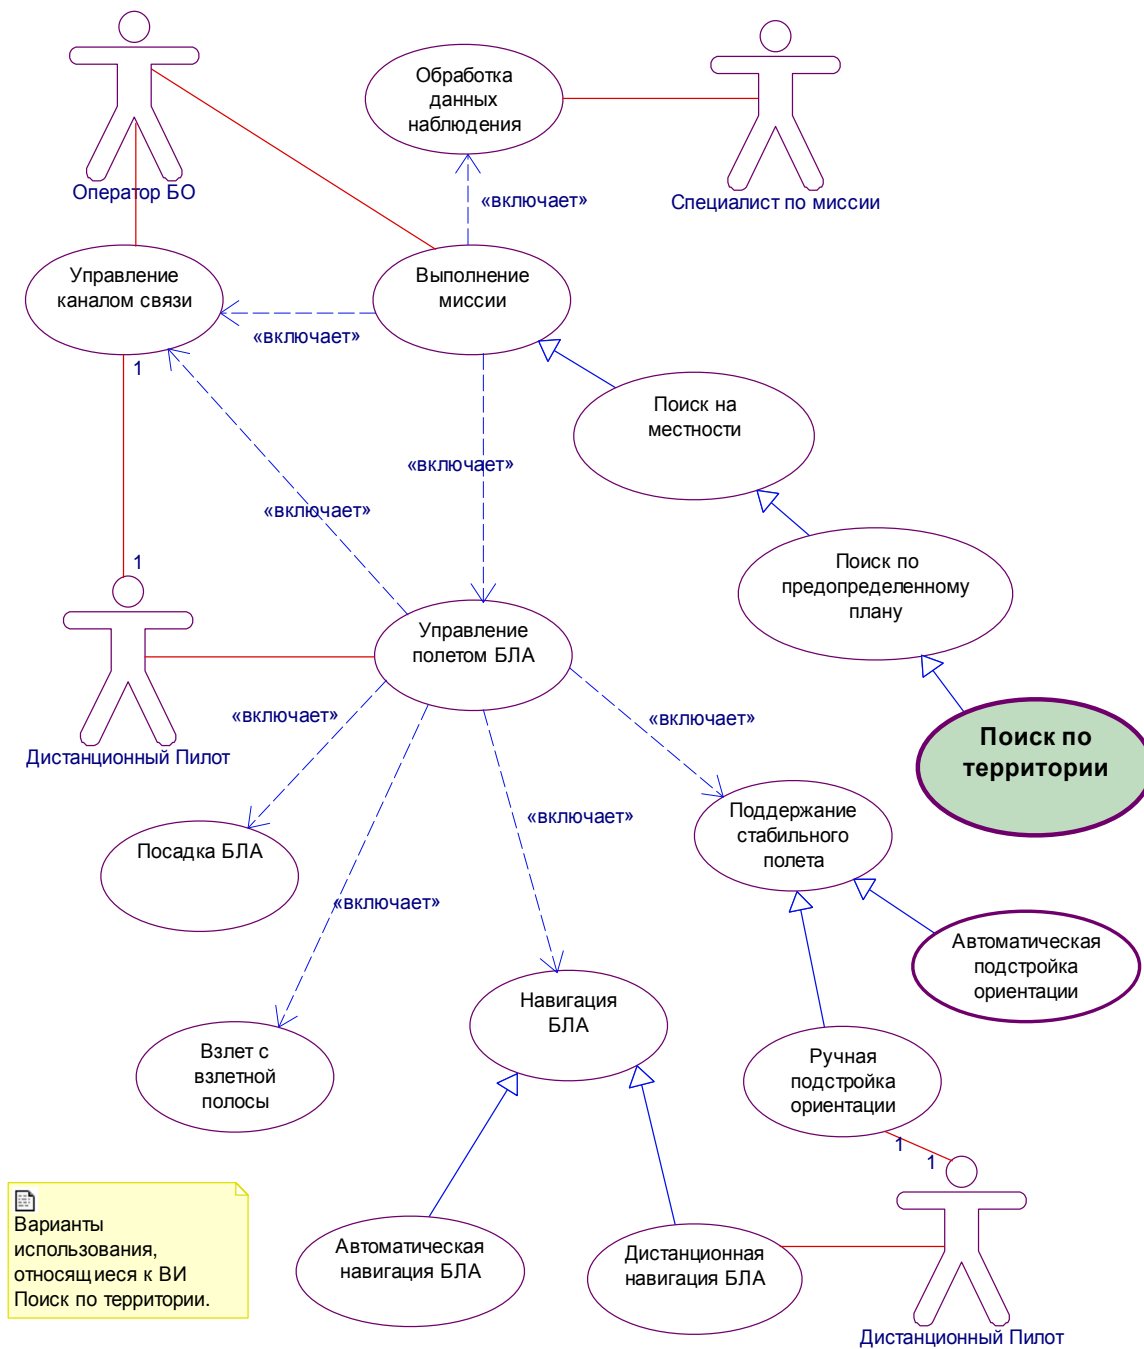 Обработка
данных
наблюдения
Оператор БО
Специалист по миссии
«включает»
Управление
каналом связи
Выполнение
миссии
«включает»
1
Поиск на
местности
«включает»
«включает»
1
Поиск по
предопределенному
плану
Управление
полетом БЛА
«включает»
«включает»
Дистанционный Пилот
Поиск по
территории
«включает»
Поддержание
стабильного
полета
Посадка БЛА
«включает»
Автоматическая
подстройка
ориентации
Навигация
БЛА
Взлет с
взлетной
полосы
Ручная
подстройка
ориентации
1
1
Варианты
использования,
относящиеся к ВИ
Поиск по территории.
Автоматическая
навигация БЛА
Дистанционная
навигация БЛА
Дистанционный Пилот